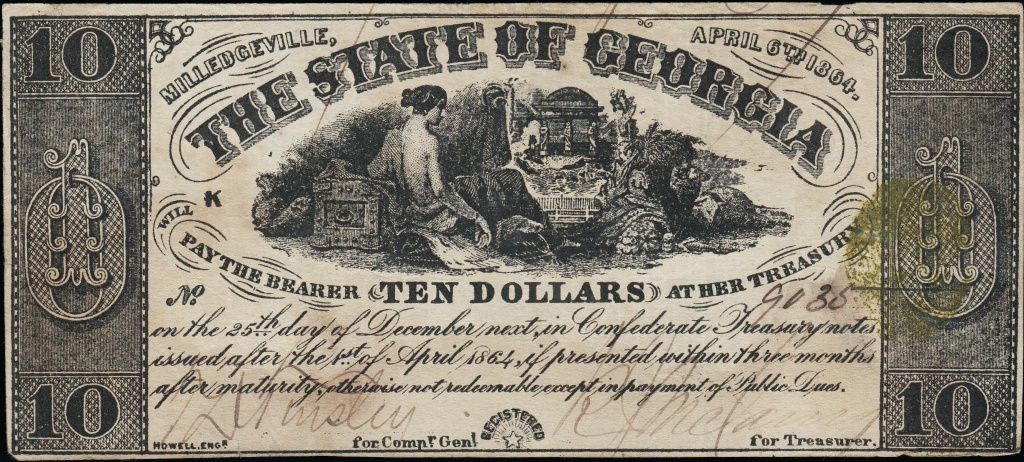 10 10
MILLEDGEVILLE, APRIL 6TH 1864.
THE STATE OF GEORGIA
K
WILL PAY THE BEARER TEN DOLLARS AT HER TREASURY
No 9035
on the 25th day of December next, in Confederate Treasury notes
issued after the 1st of April 1864, if presented within three months
after maturity, otherwise not redeemable except in payment of Public Dues.
10 10
HOWELL. ENGR for Compr Genl REGISTERED for Treasurer.